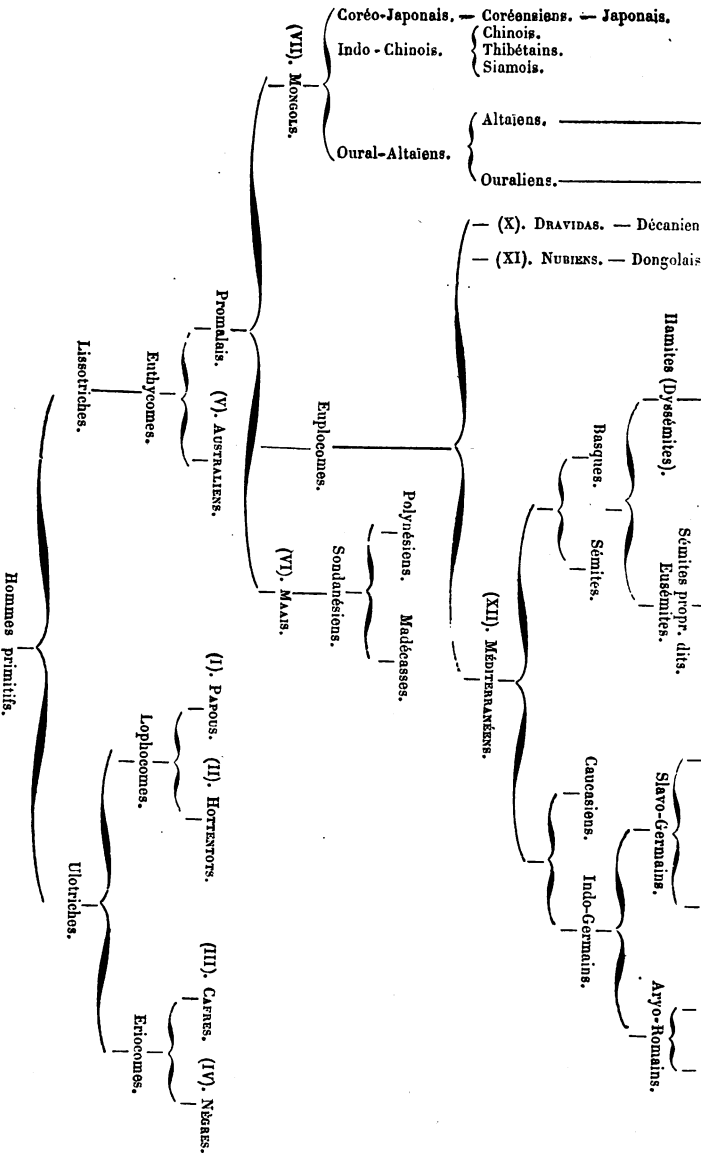 Coréo-Japonais. — Coréensiens. — Japonais.
Indo-Chinois.
Chinois.
Thibétains.
Siamois.
(VII). MONGOLS.
Oural-Altaïens.
Altaïens.
Ouraliens.
— (X). DRAVIDAS. — Décanien
— (XI). NUBIENS. — Dongolais
Hamites (Dyssémites).
Sémites propr. dits.
Eusémites.
Basques.
Sémites.
Promalais.
(V). AUSTRALIENS.
Euthycomes.
Lissotriches.
Euplocomes.
Polynésiens.
Madécasses.
Sondanésions.
(VI). MAAIS.
(XII). MÉDITERRANÉENS.
Caucasiens.
Indo-Germains.
Slavo-Germains.
Aryo-Romains.
Hommes primitifs.
(I). PAPOUS.
(II). HOTTENTOTS.
Lophocomes.
Ulotriches.
(III). CAFRES.
(IV). NÈGRES.
Eriocomes.